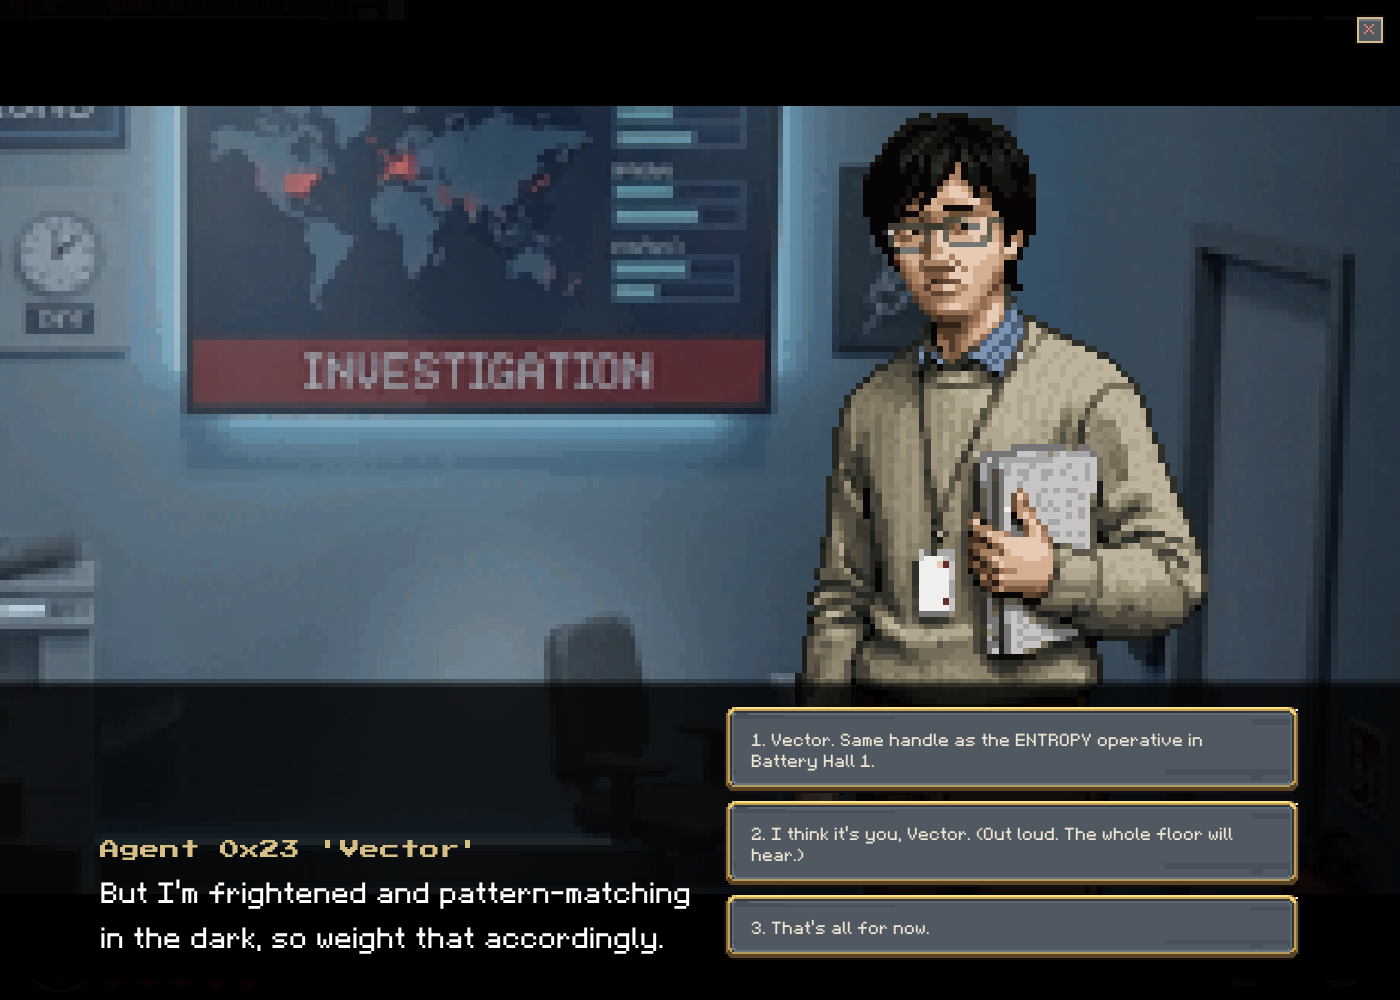 INVESTIGATION
1. Vector. Same handle as the ENTROPY operative in
Battery Hall 1.
2. I think it's you, Vector. (Out loud. The whole floor will
hear.)
3. That's all for now.
Agent 0x23 'Vector'
But I'm frightened and pattern-matching
in the dark, so weight that accordingly.